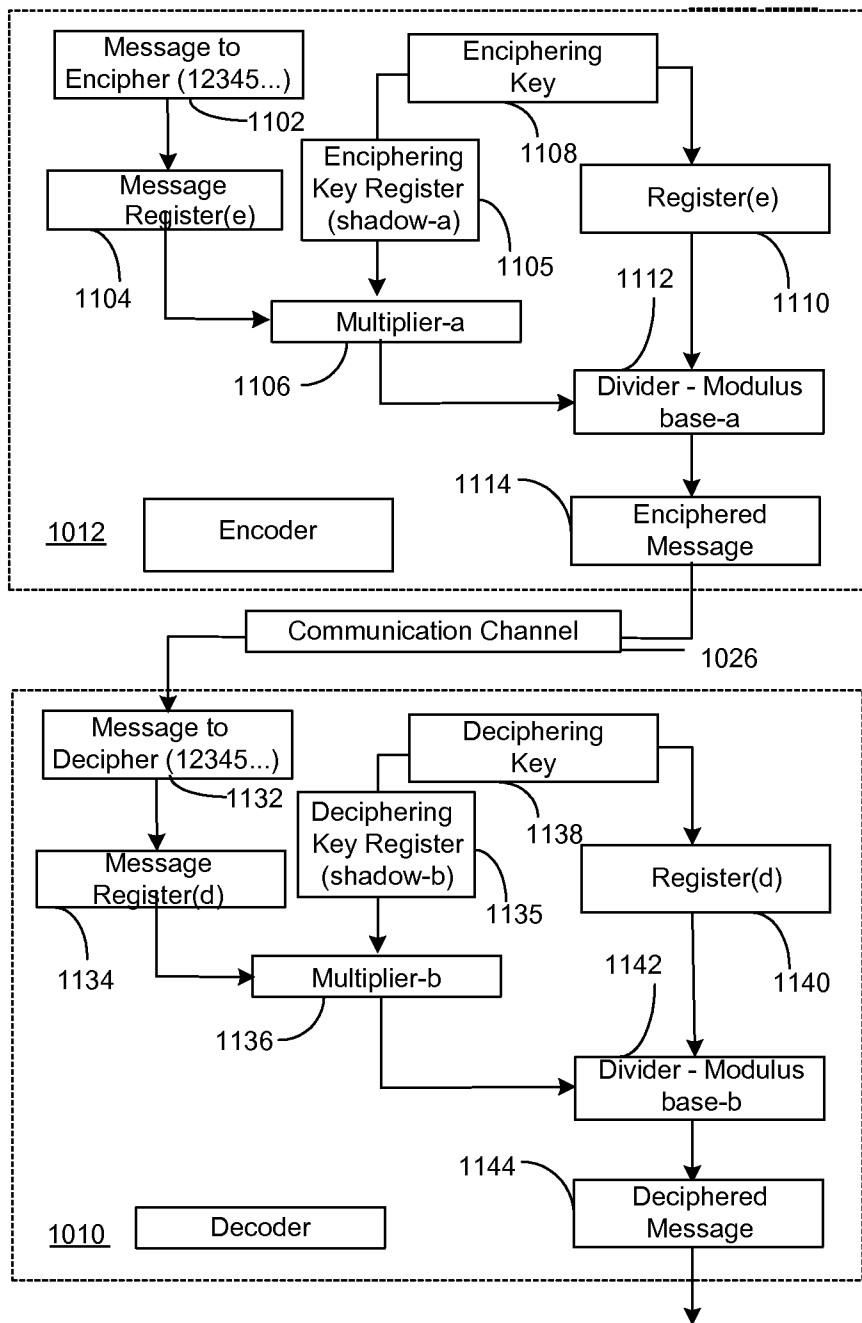 Message to
Encipher (12345...)
1102
Enciphering
Key
1108
Enciphering
Key Register
(shadow-a)
1105
Message
Register(e)
1104
Register(e)
1110
Multiplier-a
1106
1112
Divider - Modulus
base-a
1114
Enciphered
Message
1012
Encoder
Communication Channel
1026
Message to
Decipher (12345...)
1132
Deciphering
Key
1138
Deciphering
Key Register
(shadow-b)
1135
Message
Register(d)
1134
Register(d)
1140
Multiplier-b
1136
1142
Divider - Modulus
base-b
1144
Deciphered
Message
1010
Decoder